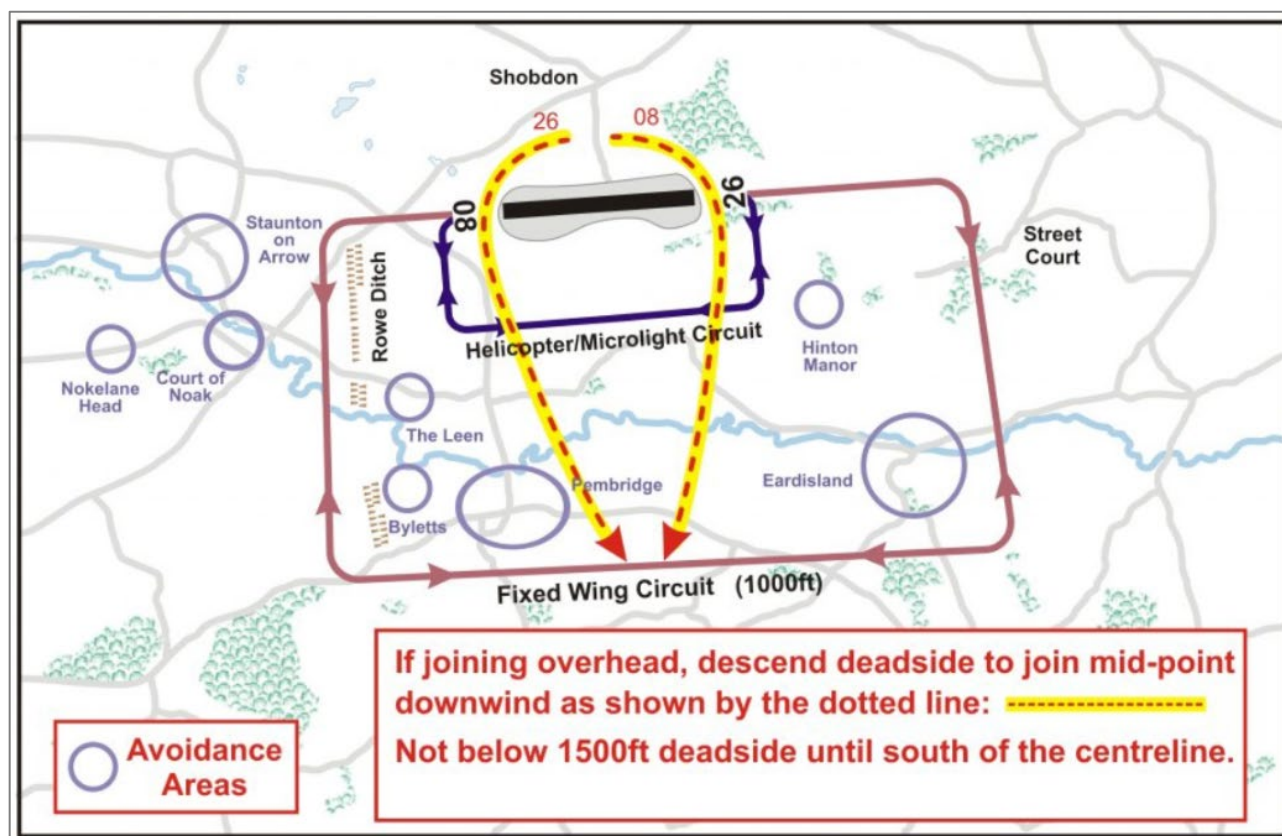 Shobdon
26
08
08
26
Staunton
on
Arrow
Street
Court
Rowe Ditch
Helicopter/Microlight Circuit
Hinton
Manor
Nokelane
Head
Court of
Noak
The Leen
Pembridge
Eardisland
Byletts
Fixed Wing Circuit (1000ft)
If joining overhead, descend deadside to join mid-point
downwind as shown by the dotted line:
Not below 1500ft deadside until south of the centreline.
Avoidance
Areas